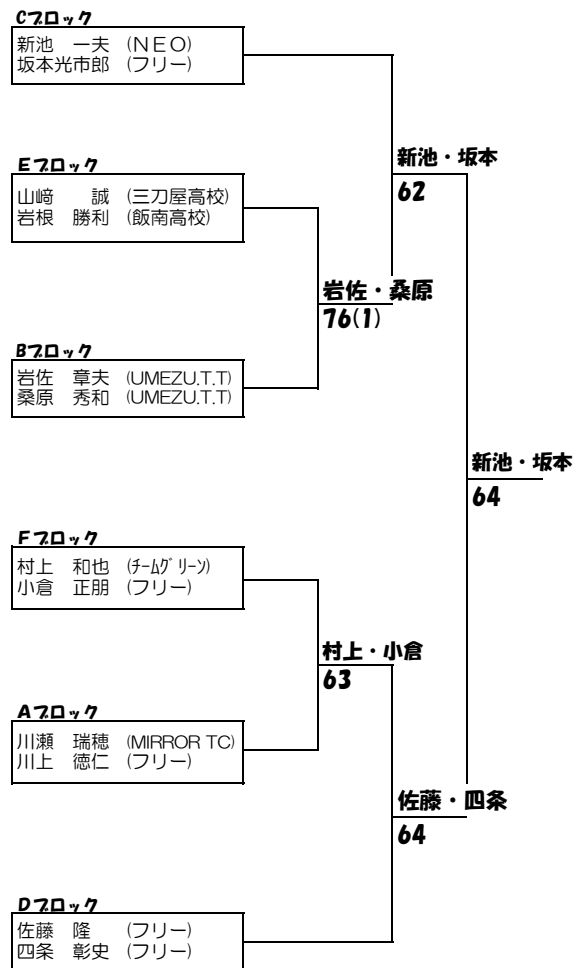 Cブロック
新池　一夫　(ＮＥＯ)
坂本光市郎　(フリー)
新池・坂本
62
Eブロック
山﨑　　誠　(三刀屋高校)
岩根　勝利　(飯南高校)
岩佐・桑原
76(1)
Bブロック
岩佐　章夫　(UMEZU.T.T)
桑原　秀和　(UMEZU.T.T)
新池・坂本
64
Fブロック
村上　和也　(ﾁｰﾑｸﾞﾘｰﾝ)
小倉　正朋　(フリー)
村上・小倉
63
Aブロック
川瀬　瑞穂　(MIRROR TC)
川上　徳仁　(フリー)
佐藤・四条
64
Dブロック
佐藤　隆　　(フリー)
四条　彰史　(フリー)